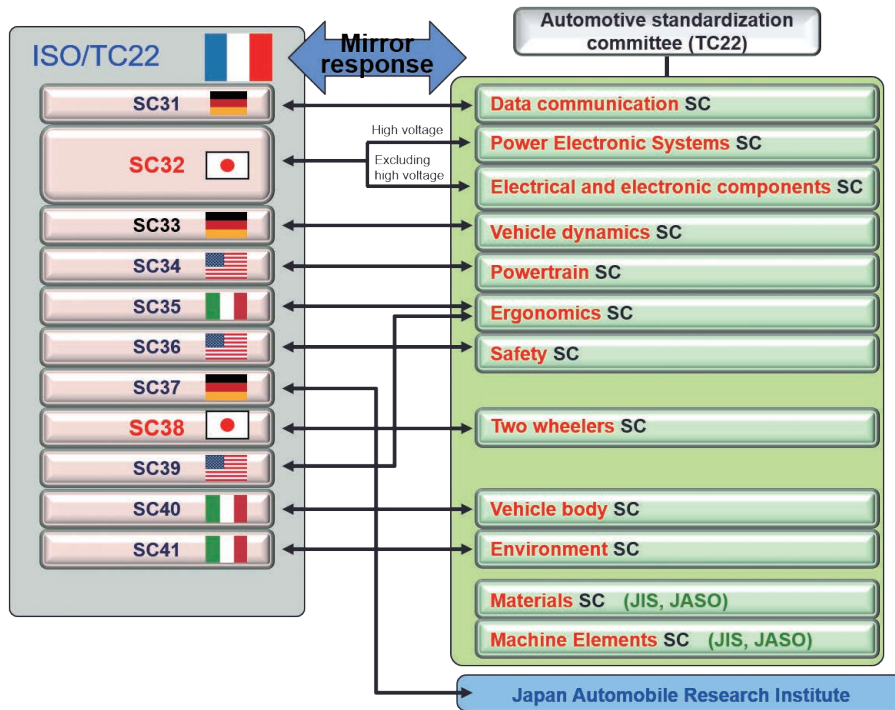 ISO/TC22
Mirror
response
Automotive standardization
committee (TC22)
SC31
Data communication SC
SC32
High voltage
Excluding
high voltage
Power Electronic Systems SC
Electrical and electronic components SC
SC33
Vehicle dynamics SC
SC34
Powertrain SC
SC35
Ergonomics SC
SC36
Safety SC
SC37
SC38
Two wheelers SC
SC39
SC40
Vehicle body SC
SC41
Environment SC
Materials SC (JIS, JASO)
Machine Elements SC (JIS, JASO)
Japan Automobile Research Institute